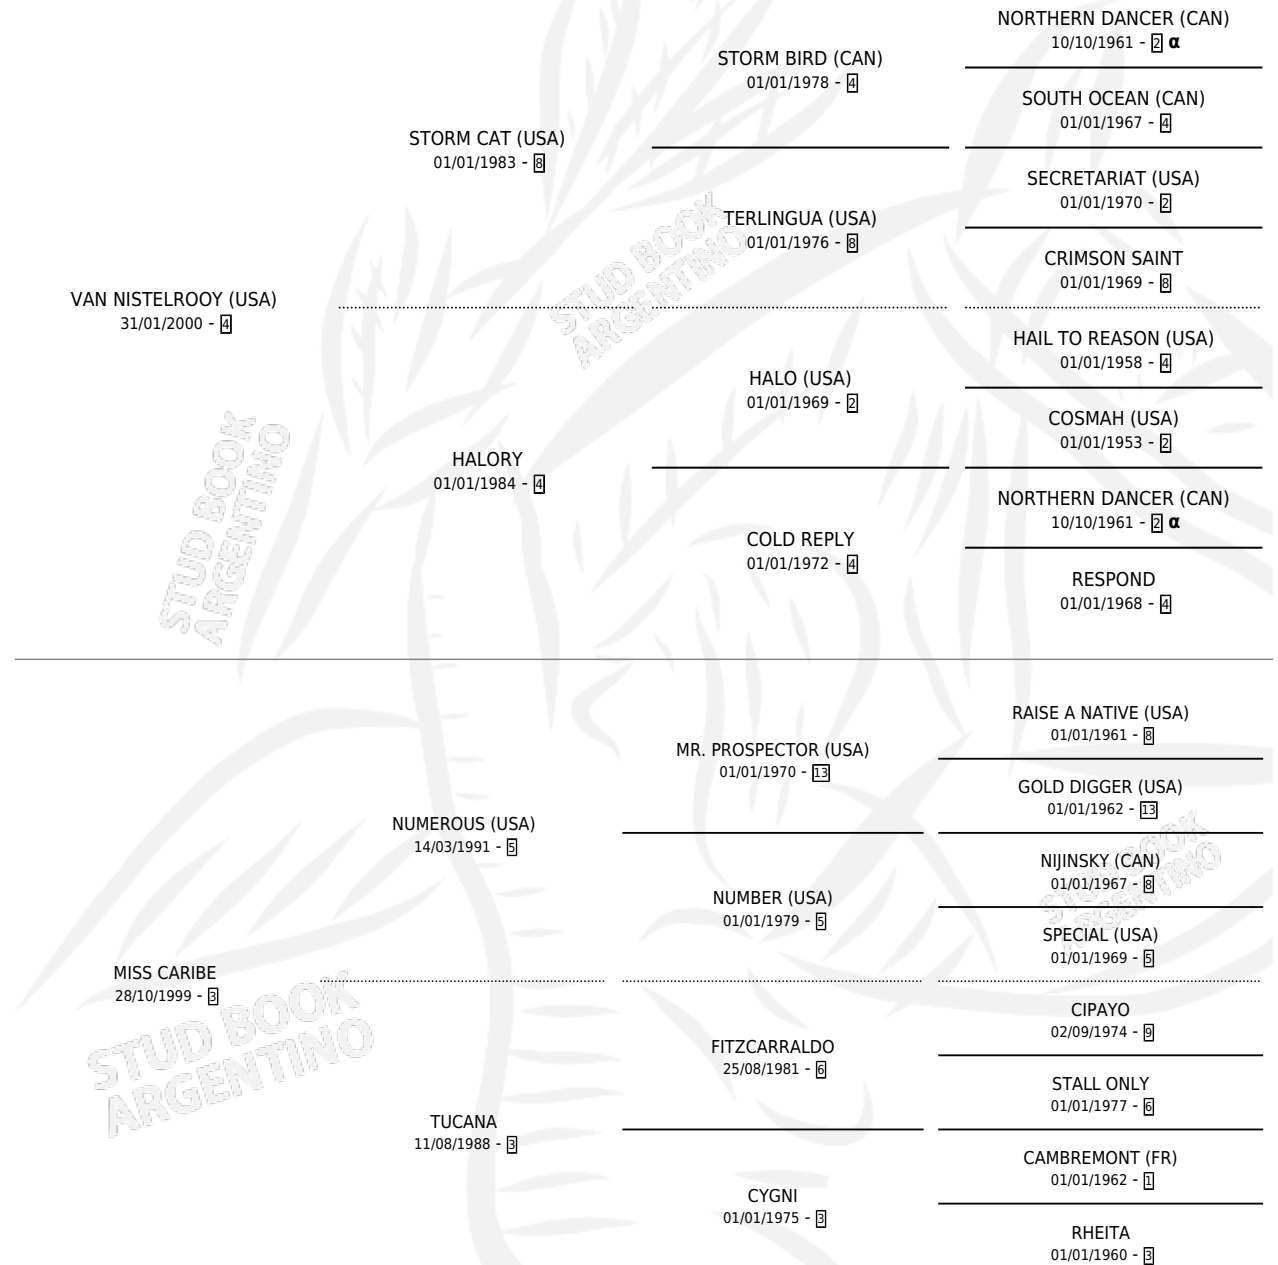 NORTHERN DANCER (CAN)
10/10/1961 - 2 α
STORM BIRD (CAN)
01/01/1978 - 4
SOUTH OCEAN (CAN)
01/01/1967 - 4
STORM CAT (USA)
01/01/1983 - 8
SECRETARIAT (USA)
01/01/1970 - 2
TERLINGUA (USA)
01/01/1976 - 8
CRIMSON SAINT
01/01/1969 - 8
VAN NISTELROOY (USA)
31/01/2000 - 4
STUD BOOK
ARGENTINO
HAIL TO REASON (USA)
01/01/1958 - 4
HALO (USA)
01/01/1969 - 2
COSMAH (USA)
01/01/1953 - 2
HALORY
01/01/1984 - 4
NORTHERN DANCER (CAN)
10/10/1961 - 2 α
COLD REPLY
01/01/1972 - 4
RESPOND
01/01/1968 - 4
STUD BOOK
ARGENTINO
RAISE A NATIVE (USA)
01/01/1961 - 8
MR. PROSPECTOR (USA)
01/01/1970 - 13
GOLD DIGGER (USA)
01/01/1962 - 13
NUMEROUS (USA)
14/03/1991 - 5
NIJINSKY (CAN)
01/01/1967 - 8
STUD BOOK
ARGENTINO
NUMBER (USA)
01/01/1979 - 5
SPECIAL (USA)
01/01/1969 - 5
MISS CARIBE
28/10/1999 - 3
STUD BOOK
ARGENTINO
CIPAYO
02/09/1974 - 9
FITZCARRALDO
25/08/1981 - 6
STALL ONLY
01/01/1977 - 6
TUCANA
11/08/1988 - 3
CAMBREMONT (FR)
01/01/1962 - 1
CYGNI
01/01/1975 - 3
RHEITA
01/01/1960 - 3